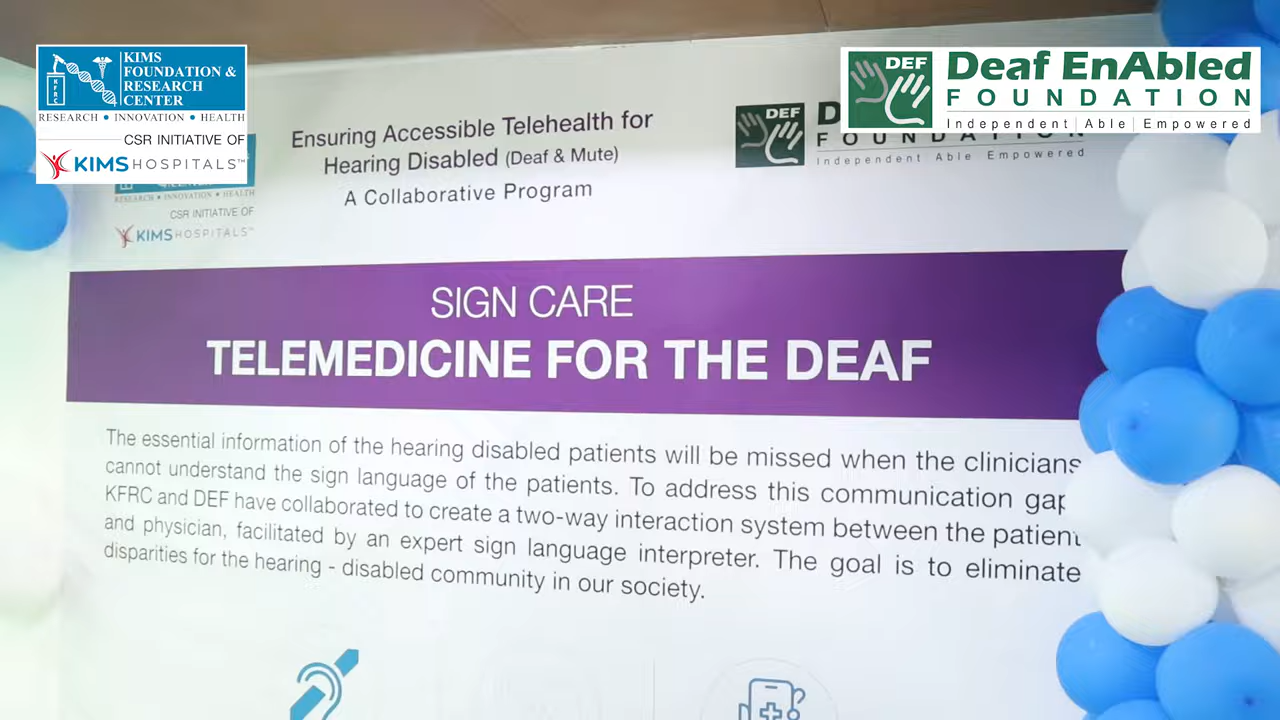 KIMS
FOUNDATION &
RESEARCH
CENTER
KFRC
RESEARCH • INNOVATION • HEALTH
CSR INITIATIVE OF
KIMSHOSPITALS™
DEF
Deaf EnAbled
FOUNDATION
Independent | Able | Empowered
RESEARCH • INNOVATION • HEALTH
CSR INITIATIVE OF
KIMSHOSPITALS™
Ensuring Accessible Telehealth for
Hearing Disabled (Deaf & Mute)
A Collaborative Program
DEF
D
FOUNDATION
Independent Able Empowered
SIGN CARE
TELEMEDICINE FOR THE DEAF
The essential information of the hearing disabled patients will be missed when the clinicians
cannot understand the sign language of the patients. To address this communication gap
KFRC and DEF have collaborated to create a two-way interaction system between the patient
and physician, facilitated by an expert sign language interpreter. The goal is to eliminate
disparities for the hearing - disabled community in our society.